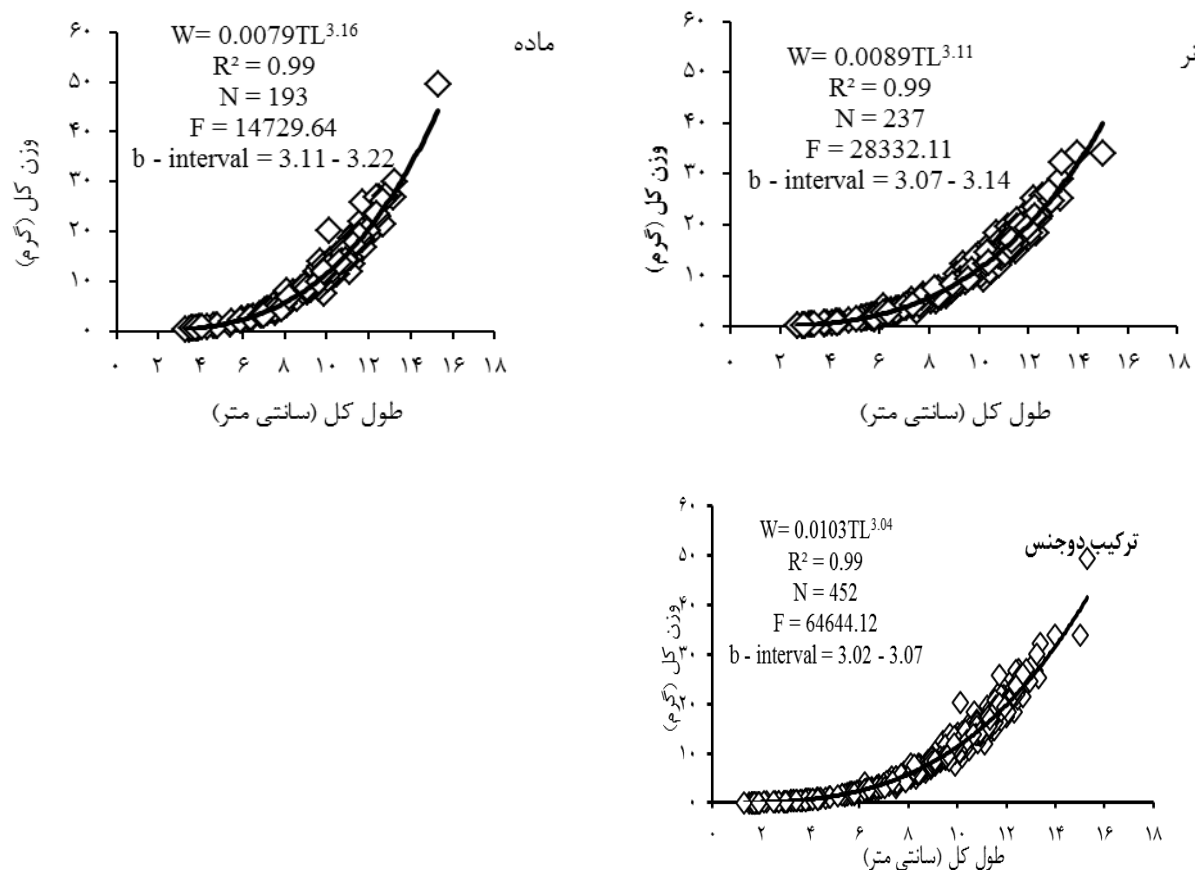 ماده
W= 0.0079TL^3.16
R² = 0.99
N = 193
F = 14729.64
b - interval = 3.11 - 3.22
وزن کل (گرم)
۶۰
۵۰
۴۰
۳۰
۲۰
۱۰
۰
۰ ۲ ۴ ۶ ۸ ۱۰ ۱۲ ۱۴ ۱۶ ۱۸
طول کل (سانتی متر)
نر
W= 0.0089TL^3.11
R² = 0.99
N = 237
F = 28332.11
b - interval = 3.07 - 3.14
وزن کل (گرم)
۶۰
۵۰
۴۰
۳۰
۲۰
۱۰
۰
۰ ۲ ۴ ۶ ۸ ۱۰ ۱۲ ۱۴ ۱۶ ۱۸
طول کل (سانتی متر)
ترکیب دوجنس
W= 0.0103TL^3.04
R² = 0.99
N = 452
F = 64644.12
b - interval = 3.02 - 3.07
وزن کل (گرم)
۶۰
۵۰
۴۰
۳۰
۲۰
۱۰
۰
۰ ۲ ۴ ۶ ۸ ۱۰ ۱۲ ۱۴ ۱۶ ۱۸
طول کل (سانتی متر)